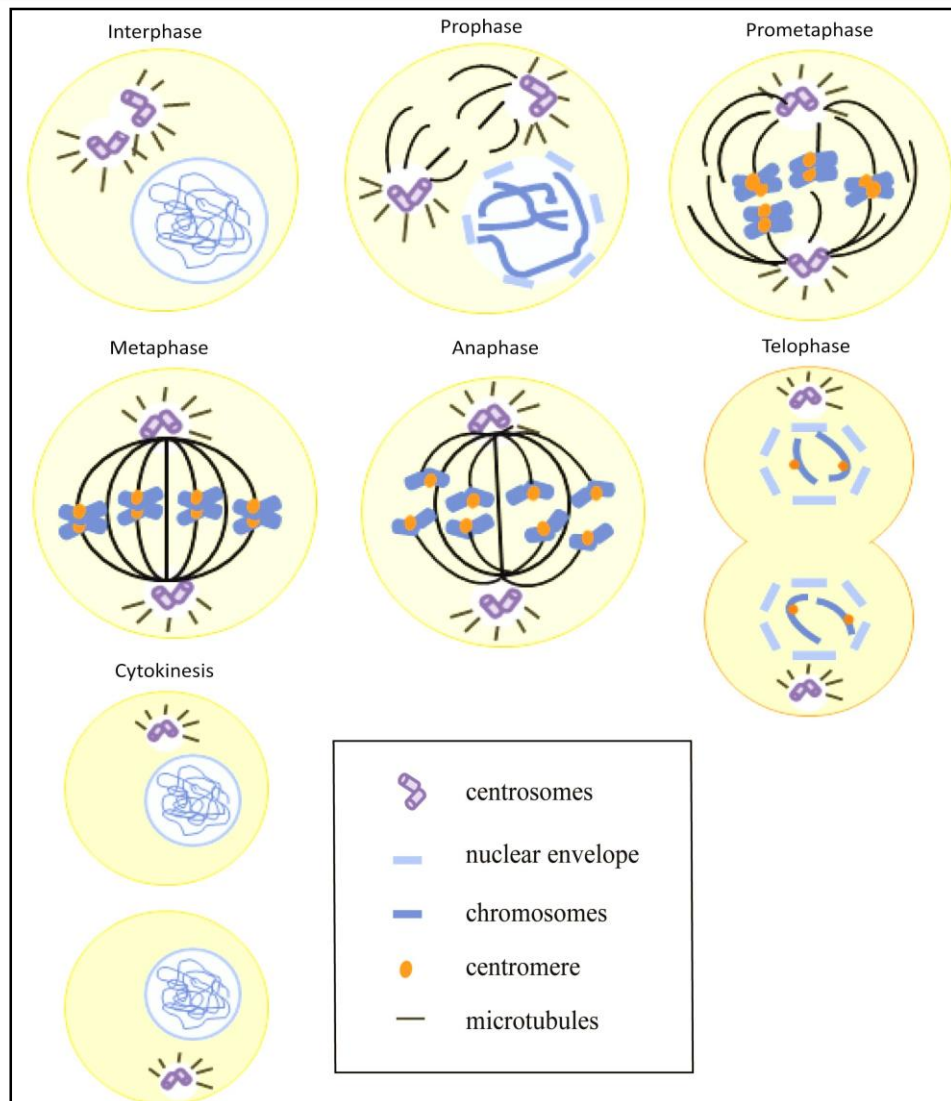 Interphase
Prophase
Prometaphase
Metaphase
Anaphase
Telophase
Cytokinesis
centrosomes
nuclear envelope
chromosomes
centromere
microtubules